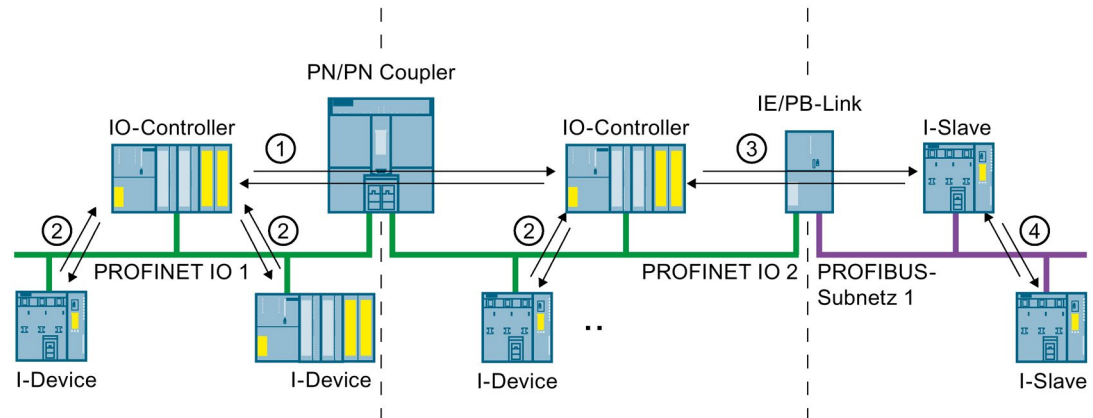 PN/PN Coupler
IE/PB-Link
IO-Controller
IO-Controller
I-Slave
1
3
2
2
2
4
PROFINET IO 1
PROFINET IO 2
PROFIBUS-
Subnetz 1
..
I-Device
I-Device
I-Device
I-Slave